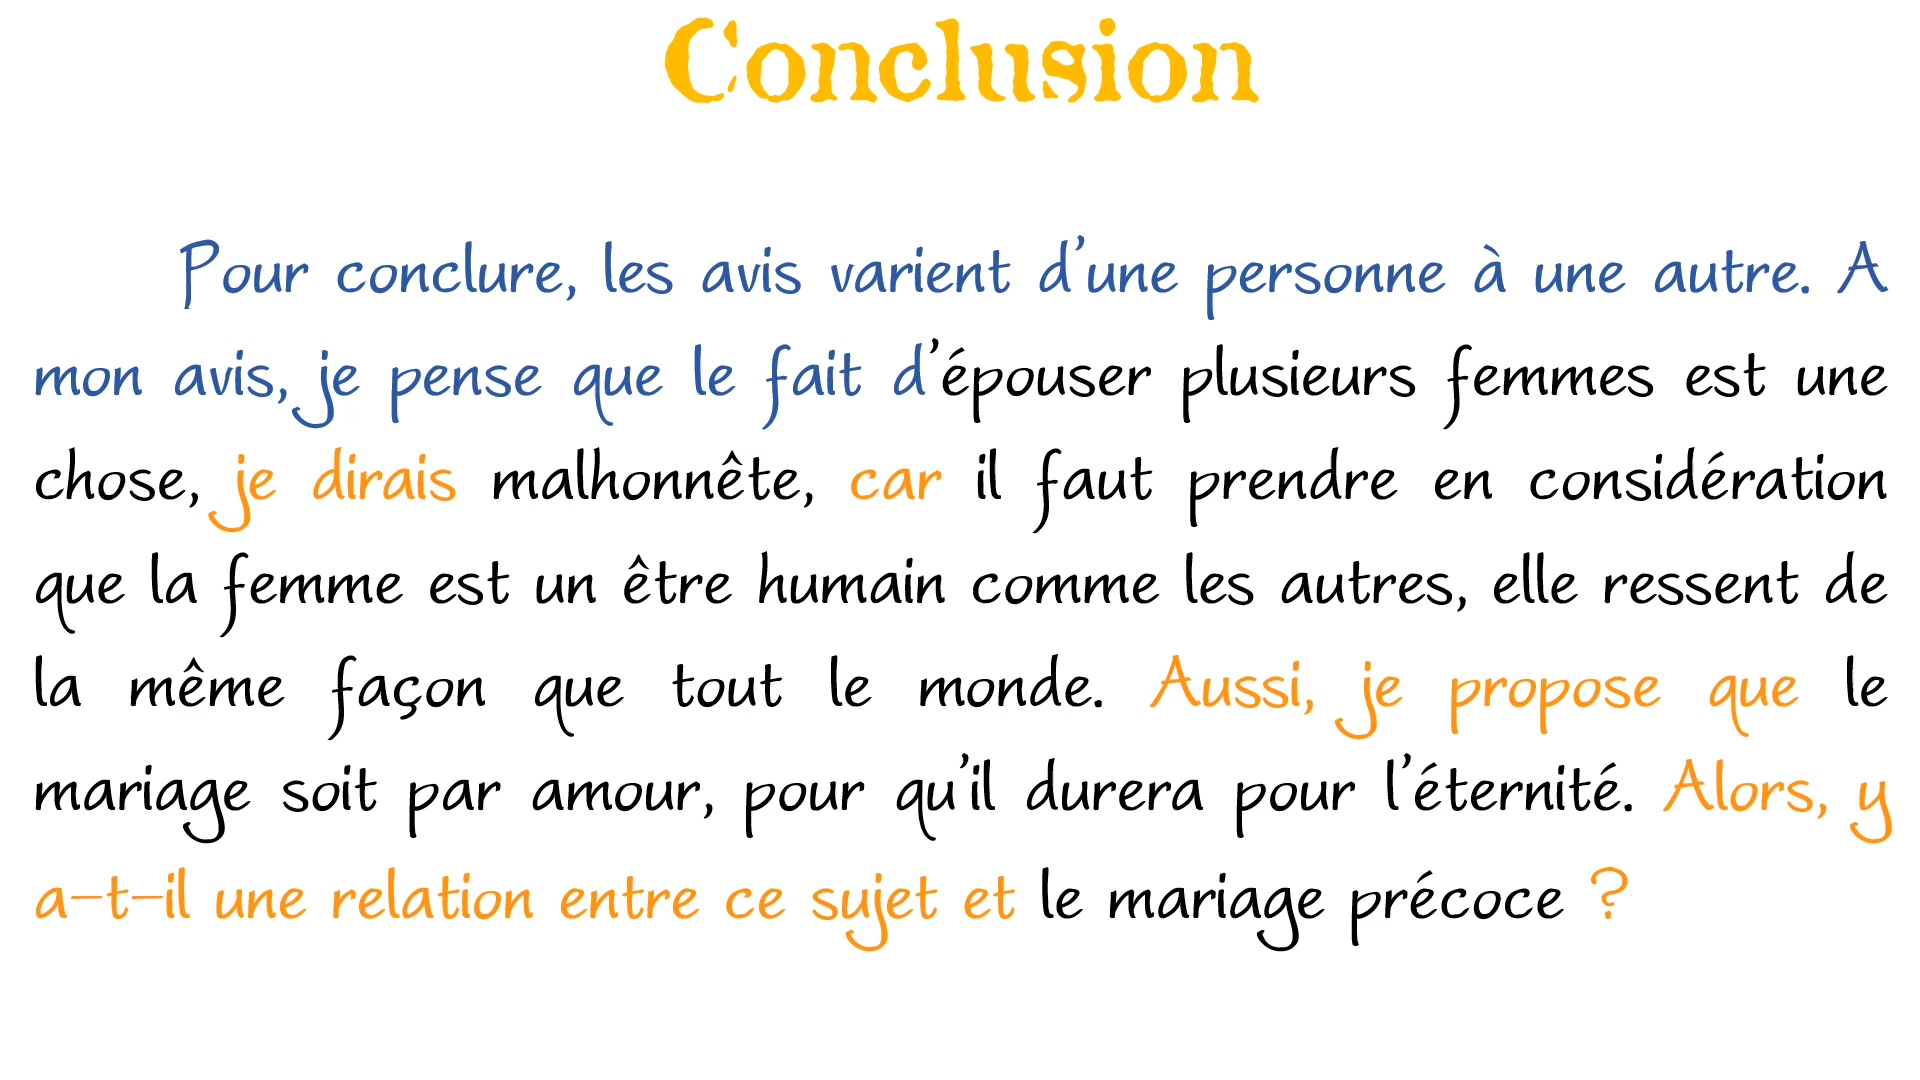 Conclusion
Pour conclure, les avis varient d'une personne à une autre. A
mon avis, je pense que le fait d'épouser plusieurs femmes est une
chose, je dirais malhonnête, car il faut prendre en considération
que la femme est un être humain comme les autres, elle ressent de
la même façon que tout le monde. Aussi, je propose que le
mariage soit par amour, pour qu'il durera pour l'éternité. Alors, y
a-t-il une relation entre ce sujet et le mariage précoce ?